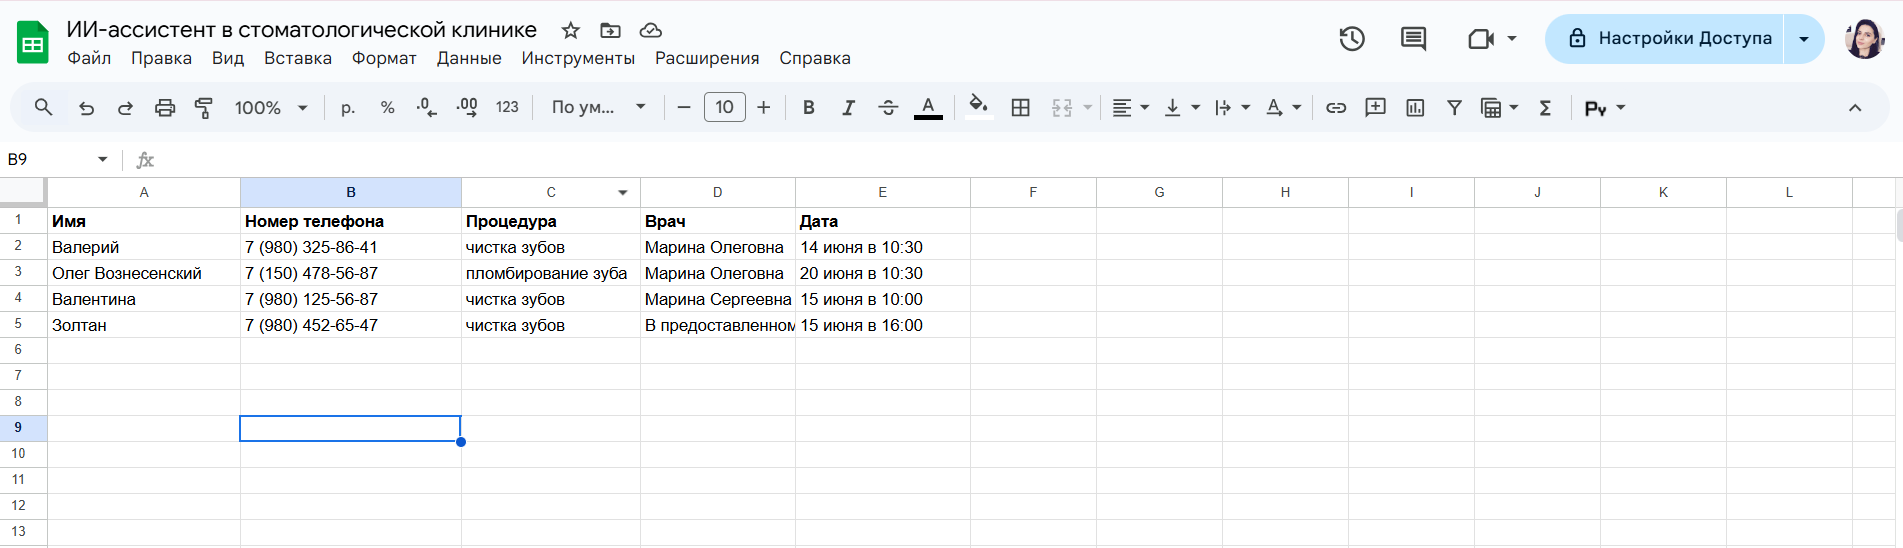 ИИ-ассистент в стоматологической клинике
Файл Правка Вид Вставка Формат Данные Инструменты Расширения Справка
Настройки Доступа
100% р. % .0 .00 123 По ум... 10 B I A A Σ Py
B9 fx
A B C D E F G H I J K L
1 Имя Номер телефона Процедура Врач Дата
2 Валерий 7 (980) 325-86-41 чистка зубов Марина Олеговна 14 июня в 10:30
3 Олег Вознесенский 7 (150) 478-56-87 пломбирование зуба Марина Олеговна 20 июня в 10:30
4 Валентина 7 (980) 125-56-87 чистка зубов Марина Сергеевна 15 июня в 10:00
5 Золтан 7 (980) 452-65-47 чистка зубов В предоставленном 15 июня в 16:00
6
7
8
9
10
11
12
13